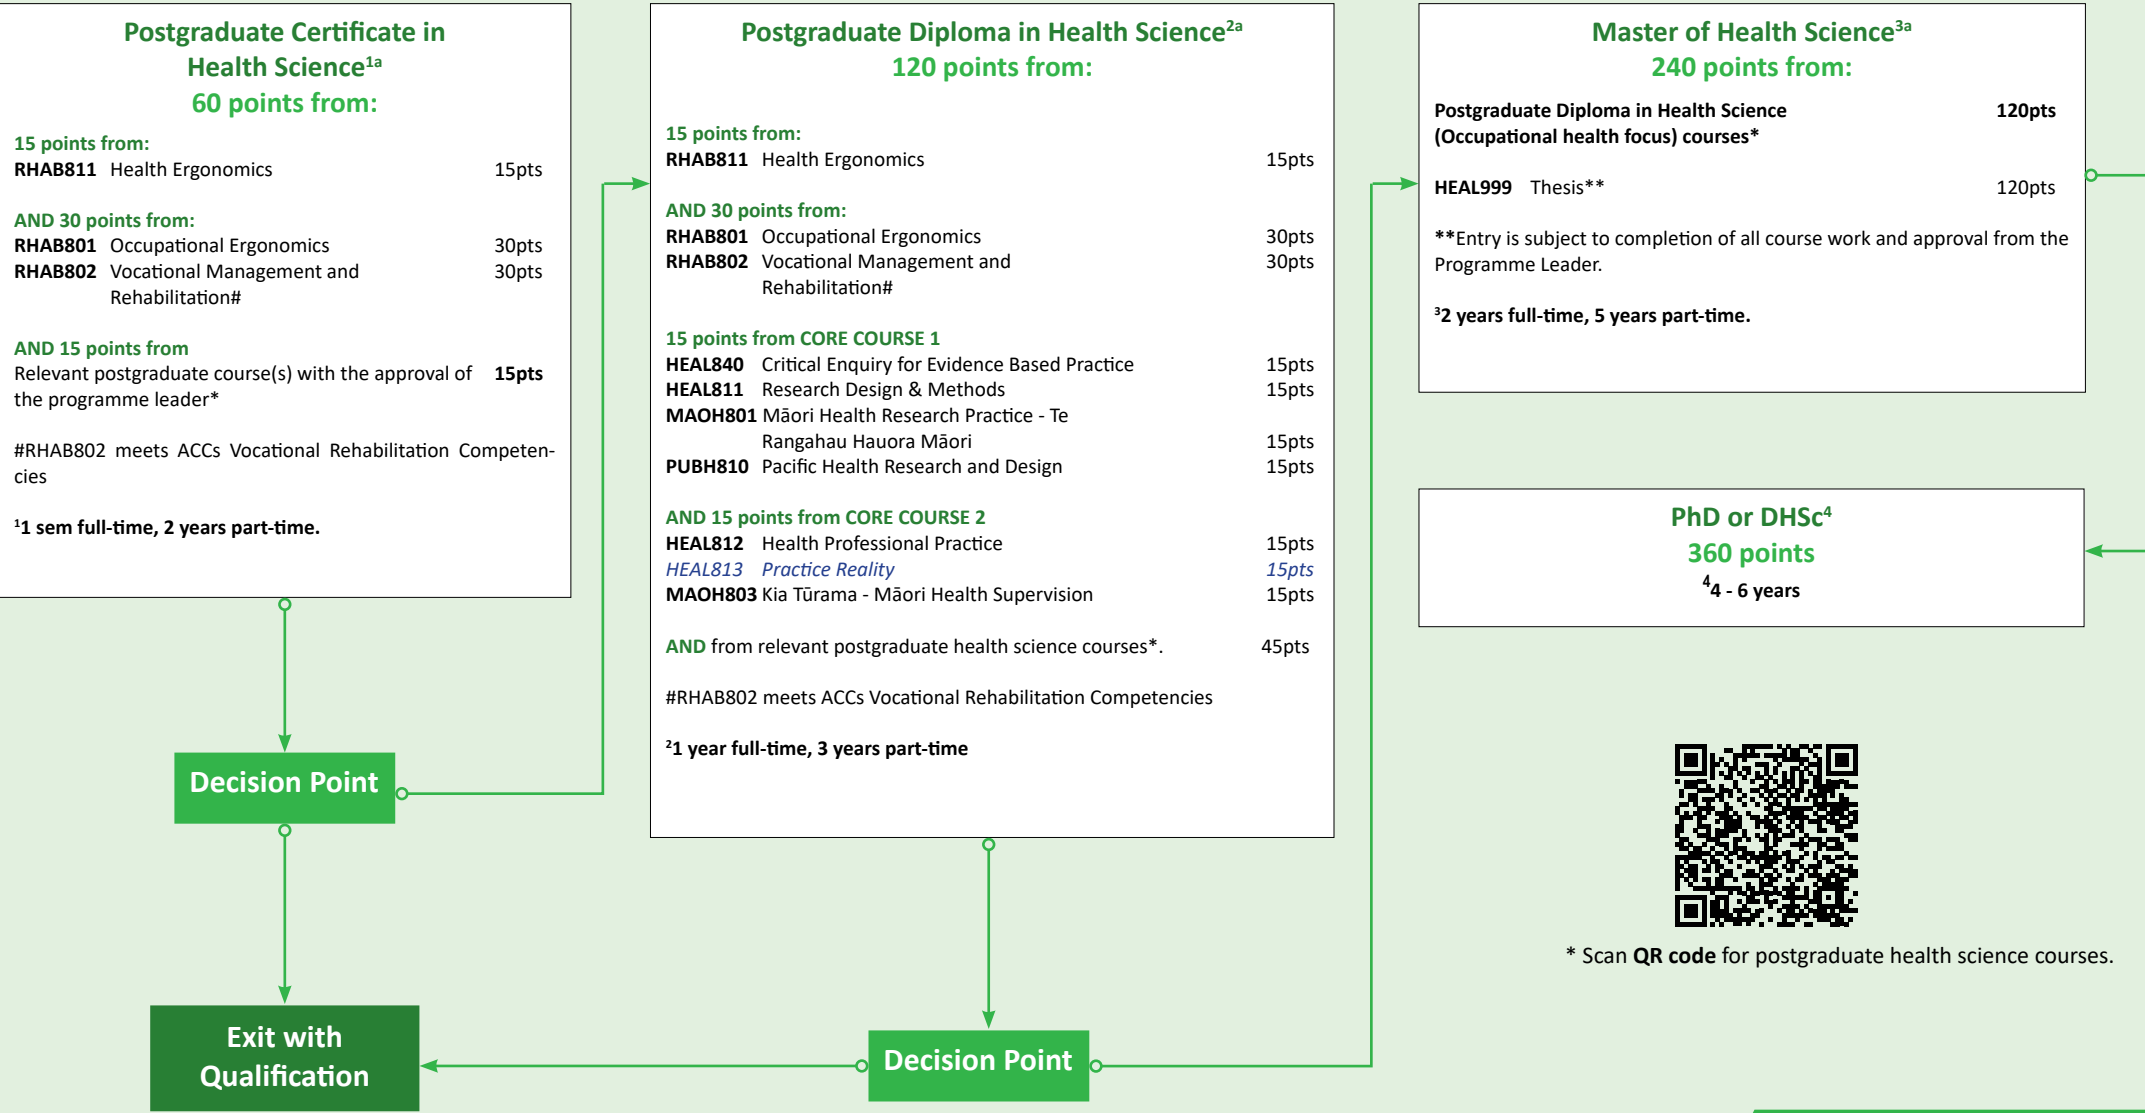 Postgraduate Certificate in
Health Science1a
60 points from:
15 points from:
RHAB811 Health Ergonomics 15pts
AND 30 points from:
RHAB801 Occupational Ergonomics 30pts
RHAB802 Vocational Management and 30pts
Rehabilitation#
AND 15 points from
Relevant postgraduate course(s) with the approval of 15pts
the programme leader*
#RHAB802 meets ACCs Vocational Rehabilitation Competen-
cies
11 sem full-time, 2 years part-time.
Decision Point
Exit with
Qualification
Postgraduate Diploma in Health Science2a
120 points from:
15 points from:
RHAB811 Health Ergonomics 15pts
AND 30 points from:
RHAB801 Occupational Ergonomics 30pts
RHAB802 Vocational Management and 30pts
Rehabilitation#
15 points from CORE COURSE 1
HEAL840 Critical Enquiry for Evidence Based Practice 15pts
HEAL811 Research Design & Methods 15pts
MAOH801 Māori Health Research Practice - Te
Rangahau Hauora Māori 15pts
PUBH810 Pacific Health Research and Design 15pts
AND 15 points from CORE COURSE 2
HEAL812 Health Professional Practice 15pts
HEAL813 Practice Reality 15pts
MAOH803 Kia Tūrama - Māori Health Supervision 15pts
AND from relevant postgraduate health science courses*. 45pts
#RHAB802 meets ACCs Vocational Rehabilitation Competencies
21 year full-time, 3 years part-time
Decision Point
Master of Health Science3a
240 points from:
Postgraduate Diploma in Health Science 120pts
(Occupational health focus) courses*
HEAL999 Thesis** 120pts
**Entry is subject to completion of all course work and approval from the
Programme Leader.
32 years full-time, 5 years part-time.
PhD or DHSc4
360 points
44 - 6 years
* Scan QR code for postgraduate health science courses.